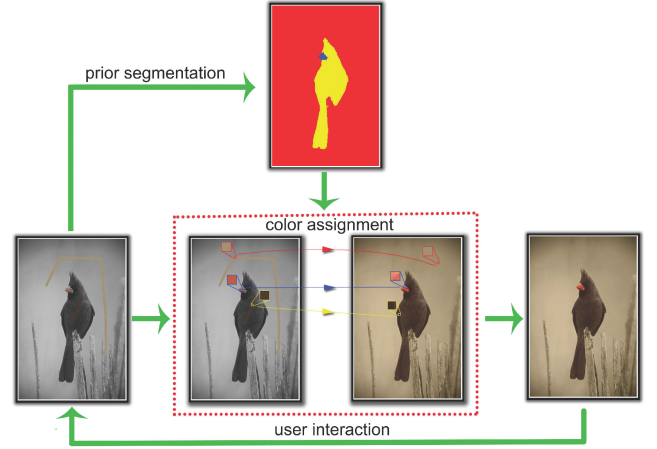 prior segmentation
color assignment
user interaction